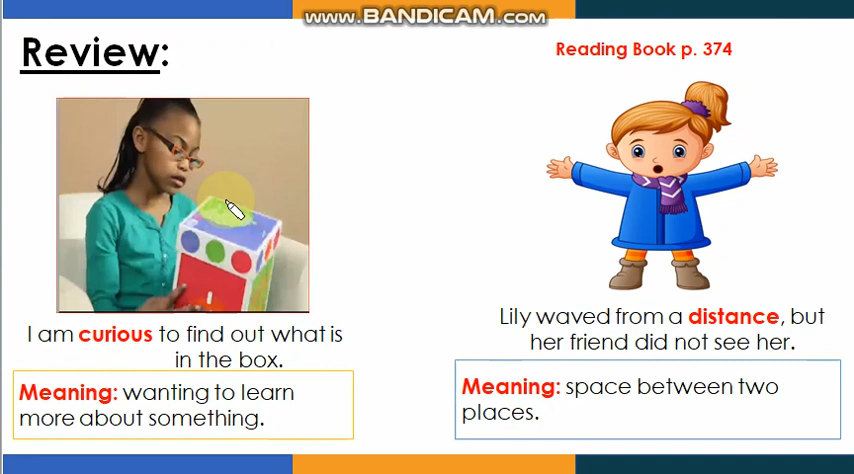 www.BANDICAM.com
Review:
Reading Book p. 374
I am curious to find out what is
in the box.
Meaning: wanting to learn
more about something.
Lily waved from a distance, but
her friend did not see her.
Meaning: space between two
places.